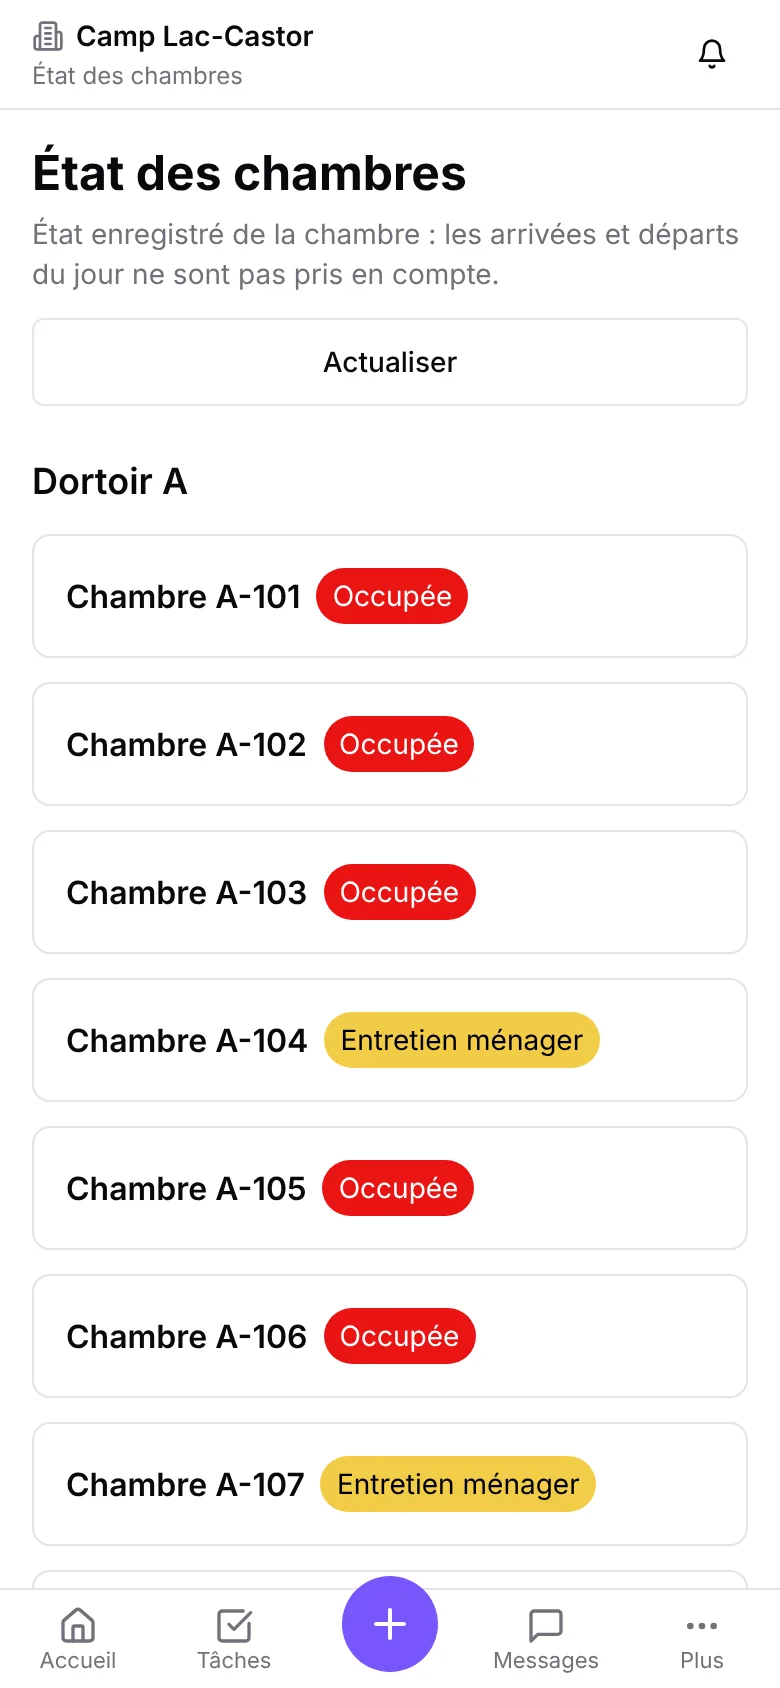 Camp Lac-Castor
État des chambres
État des chambres
État enregistré de la chambre : les arrivées et départs
du jour ne sont pas pris en compte.
Actualiser
Dortoir A
Chambre A-101 Occupée
Chambre A-102 Occupée
Chambre A-103 Occupée
Chambre A-104 Entretien ménager
Chambre A-105 Occupée
Chambre A-106 Occupée
Chambre A-107 Entretien ménager
Accueil Tâches Messages Plus